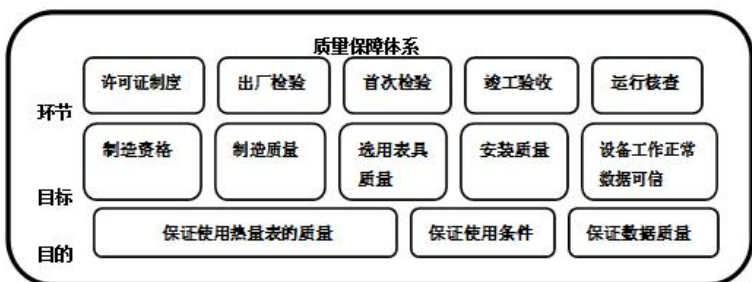 质量保障体系
环节
许可证制度
出厂检验
首次检验
竣工验收
运行核查
目标
制造资格
制造质量
选用表具
质量
安装质量
设备工作正常
数据可信
目的
保证使用热量表的质量
保证使用条件
保证数据质量